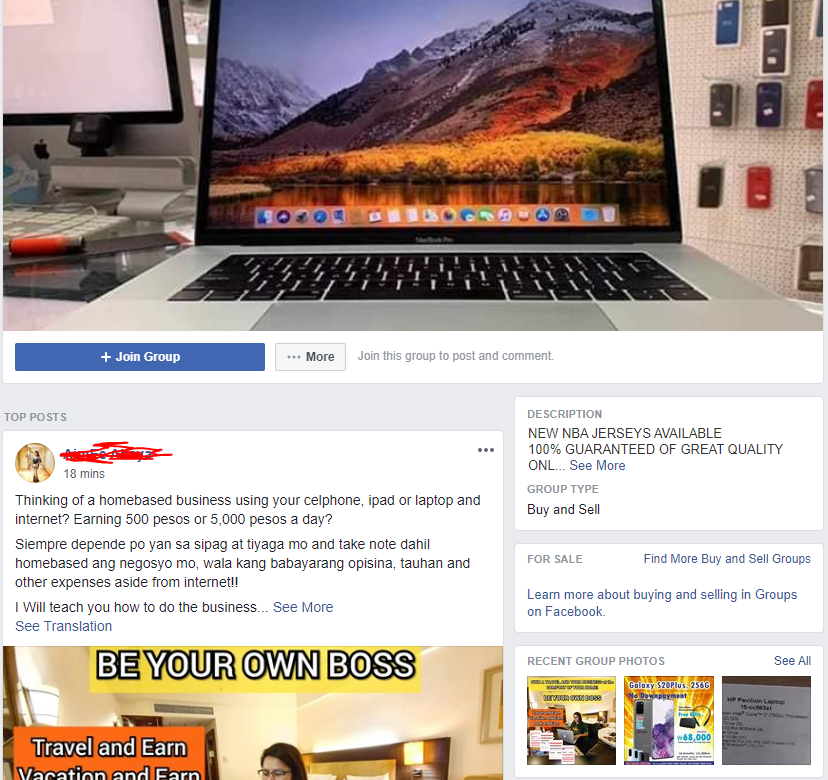 MacBook Pro
+ Join Group
••• More
Join this group to post and comment.
TOP POSTS
18 mins
•••
Thinking of a homebased business using your celphone, ipad or laptop and
internet? Earning 500 pesos or 5,000 pesos a day?
Siempre depende po yan sa sipag at tiyaga mo and take note dahil
homebased ang negosyo mo, wala kang babayarang opisina, tauhan and
other expenses aside from internet!!
I Will teach you how to do the business... See More
See Translation
BE YOUR OWN BOSS
Travel and Earn
Vacation and Earn
DESCRIPTION
NEW NBA JERSEYS AVAILABLE
100% GUARANTEED OF GREAT QUALITY
ONL... See More
GROUP TYPE
Buy and Sell
FOR SALE
Find More Buy and Sell Groups
Learn more about buying and selling in Groups
on Facebook.
RECENT GROUP PHOTOS
See All
BE YOUR OWN BOSS
Galaxy S20Plus, 256G
No Downpayment
₩68,000
HP Pavilion Laptop